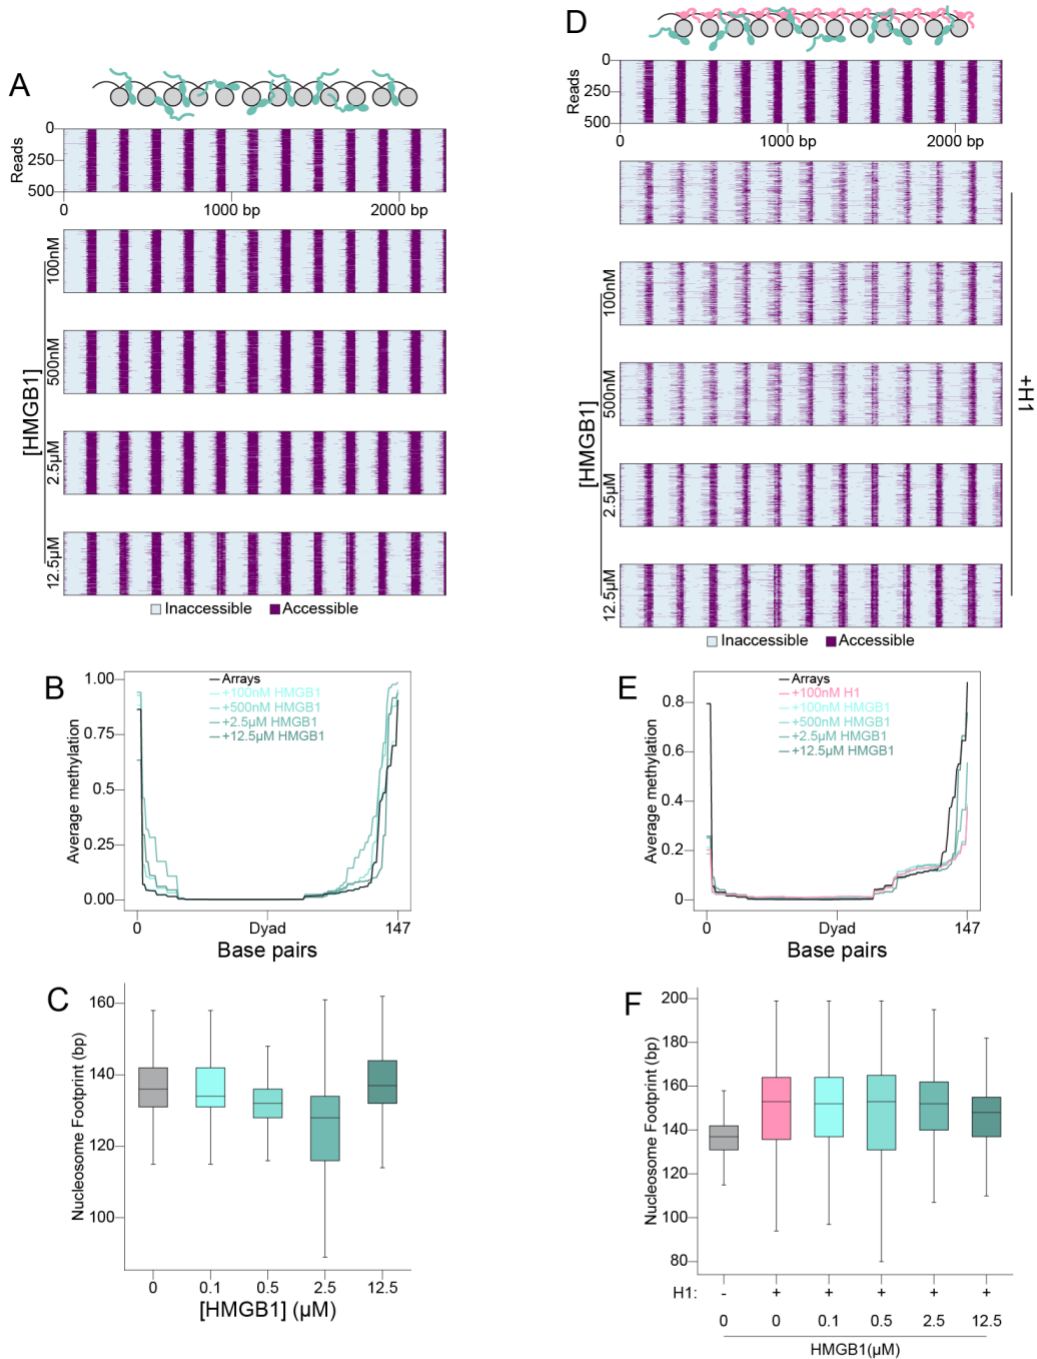 A
Reads
0
250
500
0
1000 bp
2000 bp
[HMGB1]
100nM
500nM
2.5µM
12.5µM
Inaccessible
Accessible
B
Average methylation
1.00
0.75
0.5
0.25
0.00
Arrays
+100nM HMGB1
+500nM HMGB1
+2.5µM HMGB1
+12.5µM HMGB1
0
Dyad
147
Base pairs
C
Nucleosome Footprint (bp)
160
140
120
100
0
0.1
0.5
2.5
12.5
[HMGB1] (µM)
D
Reads
0
250
500
0
1000 bp
2000 bp
[HMGB1]
100nM
500nM
2.5µM
12.5µM
+H1
Inaccessible
Accessible
E
Average methylation
0.8
0.6
0.4
0.2
0
Arrays
+100nM H1
+100nM HMGB1
+500nM HMGB1
+2.5µM HMGB1
+12.5µM HMGB1
0
Dyad
147
Base pairs
F
Nucleosome Footprint (bp)
200
180
160
140
120
100
80
H1: - + + + + +
0 0 0.1 0.5 2.5 12.5
HMGB1(µM)